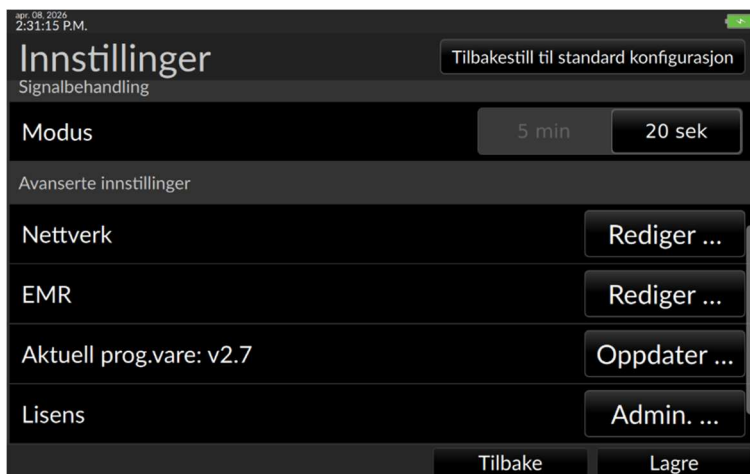 apr. 08, 2026
2:31:15 P.M.
Innstillinger
Tilbakestill til standard konfigurasjon
Signalbehandling
Modus
5 min
20 sek
Avanserte innstillinger
Nettverk
Rediger ...
EMR
Rediger ...
Aktuell prog.vare: v2.7
Oppdater ...
Lisens
Admin. ...
Tilbake
Lagre